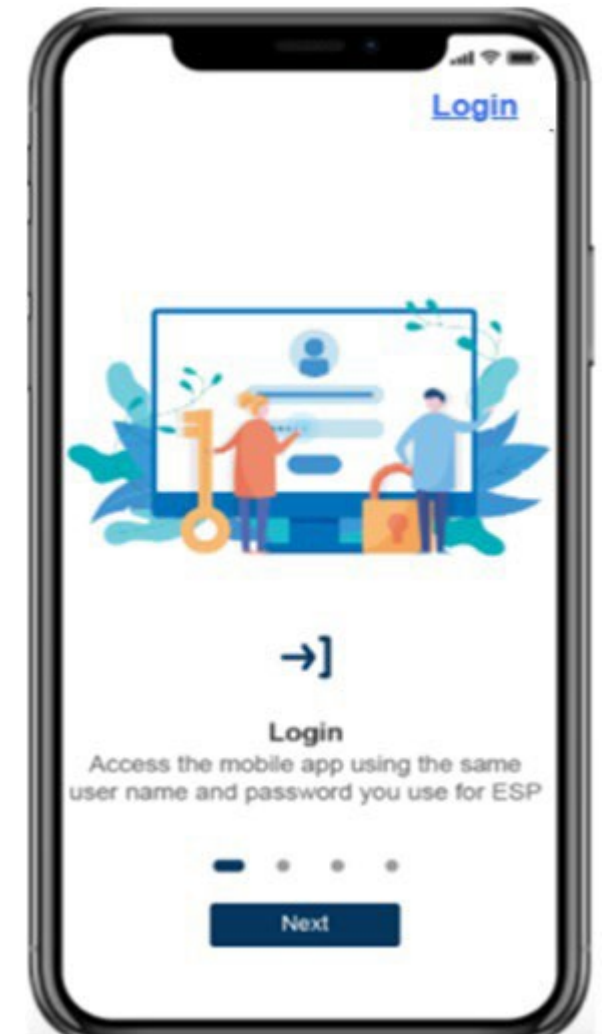 Login
Login
Access the mobile app using the same
user name and password you use for ESP
Next